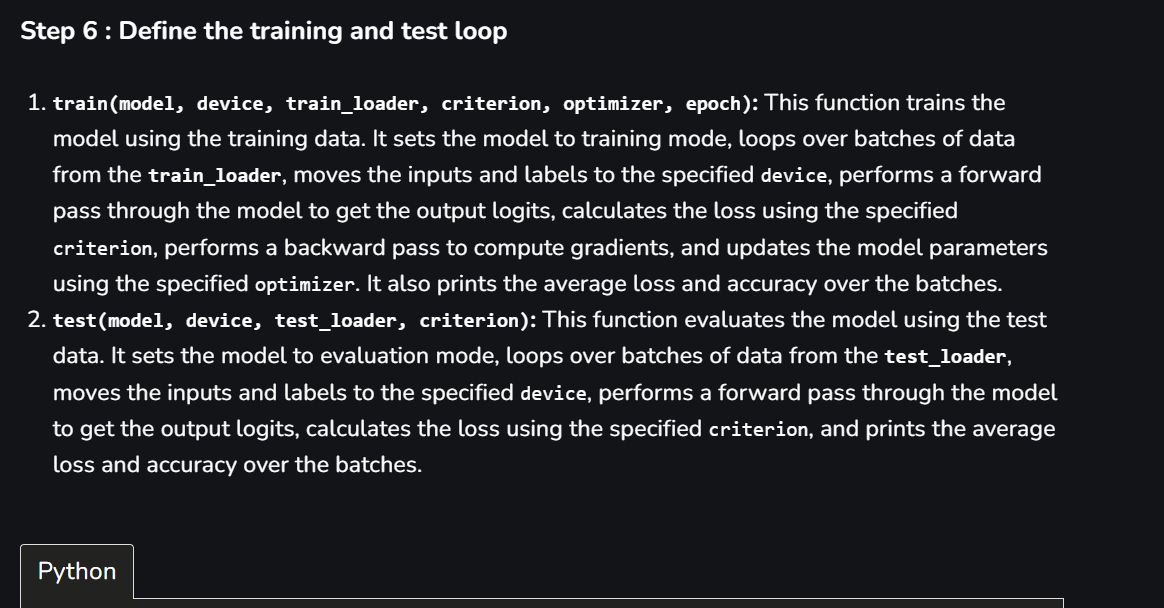 Step 6 : Define the training and test loop
1. train(model, device, train_loader, criterion, optimizer, epoch): This function trains the
model using the training data. It sets the model to training mode, loops over batches of data
from the train_loader, moves the inputs and labels to the specified device, performs a forward
pass through the model to get the output logits, calculates the loss using the specified
criterion, performs a backward pass to compute gradients, and updates the model parameters
using the specified optimizer. It also prints the average loss and accuracy over the batches.
2. test(model, device, test_loader, criterion): This function evaluates the model using the test
data. It sets the model to evaluation mode, loops over batches of data from the test_loader,
moves the inputs and labels to the specified device, performs a forward pass through the model
to get the output logits, calculates the loss using the specified criterion, and prints the average
loss and accuracy over the batches.
Python